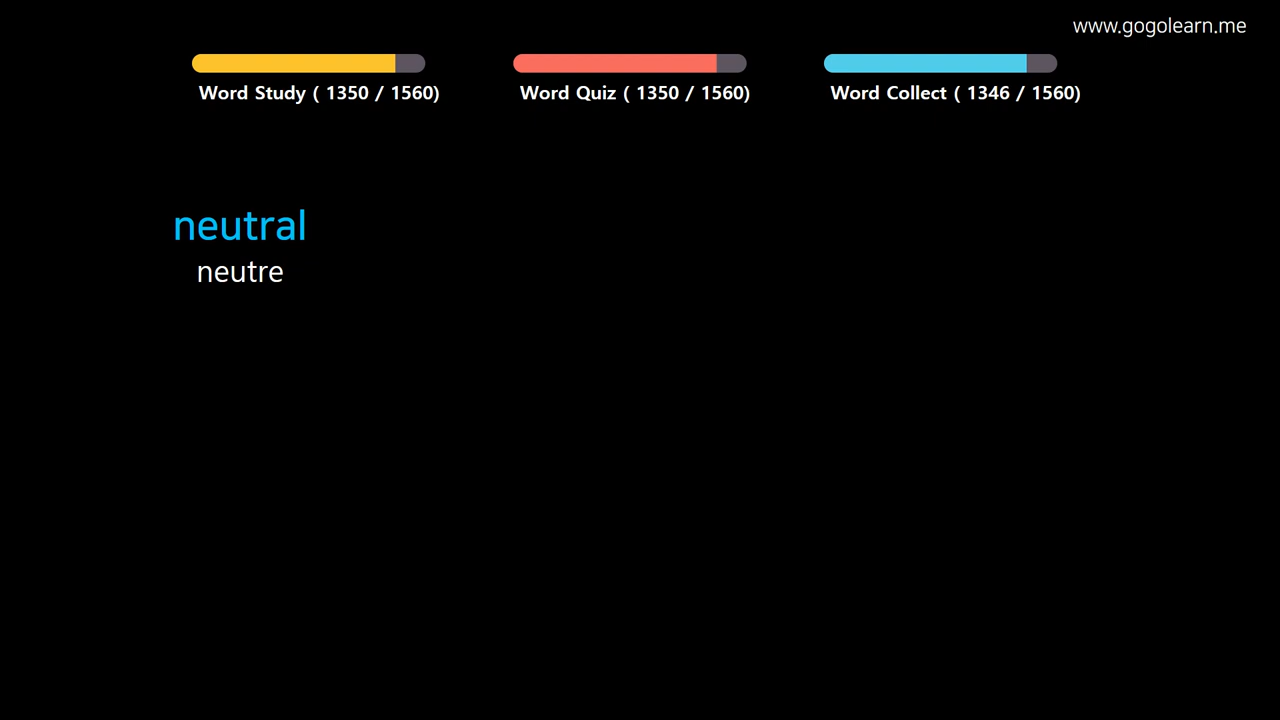 www.gogolearn.me
Word Study ( 1350 / 1560)
Word Quiz ( 1350 / 1560)
Word Collect ( 1346 / 1560)
neutral
neutre